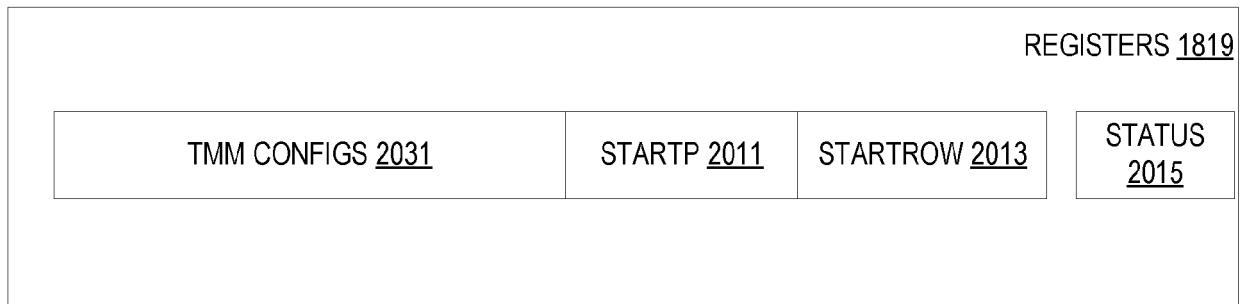 REGISTERS 1819
TMM CONFIGS 2031
STARTP 2011
STARTROW 2013
STATUS
2015